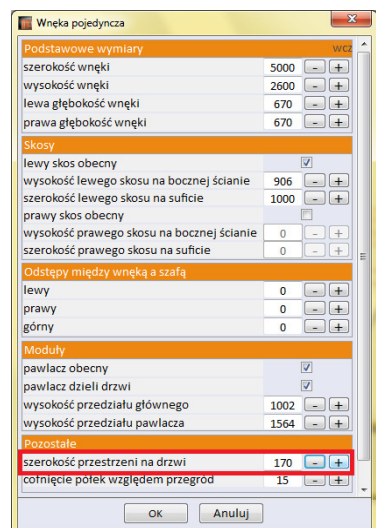 Wnęka pojedyncza
Podstawowe wymiary wcz
szerokość wnęki 5000 - +
wysokość wnęki 2600 - +
lewa głębokość wnęki 670 - +
prawa głębokość wnęki 670 - +
Skosy
lewy skos obecny
wysokość lewego skosu na bocznej ścianie 906 - +
szerokość lewego skosu na suficie 1000 - +
prawy skos obecny
wysokość prawego skosu na bocznej ścianie 0 - +
szerokość prawego skosu na suficie 0 - +
Odstępy między wnęką a szafą
lewy 0 - +
prawy 0 - +
górny 0 - +
Moduły
pawlacz obecny
pawlacz dzieli drzwi
wysokość przedziału głównego 1002 - +
wysokość przedziału pawlacza 1564 - +
Pozostałe
szerokość przestrzeni na drzwi 170 - +
cofnięcie półek względem przegród 15 - +
OK Anuluj